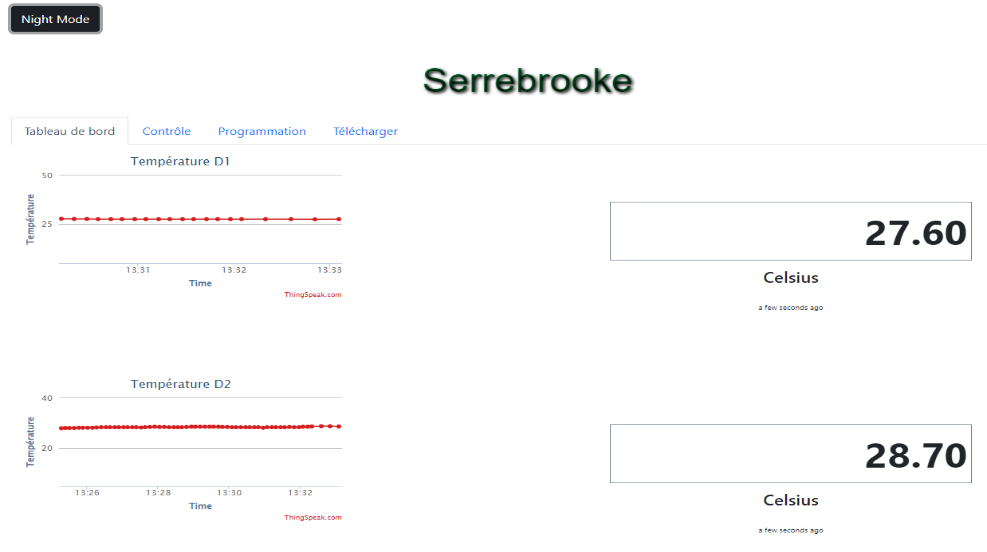 Night Mode
Serrebrooke
Tableau de bord Contrôle Programmation Télécharger
Température D1
50
25
Température
13:31 13:32 13:33
Time
ThingSpeak.com
27.60
Celsius
a few seconds ago
Température D2
40
20
Température
13:26 13:28 13:30 13:32
Time
ThingSpeak.com
28.70
Celsius
a few seconds ago